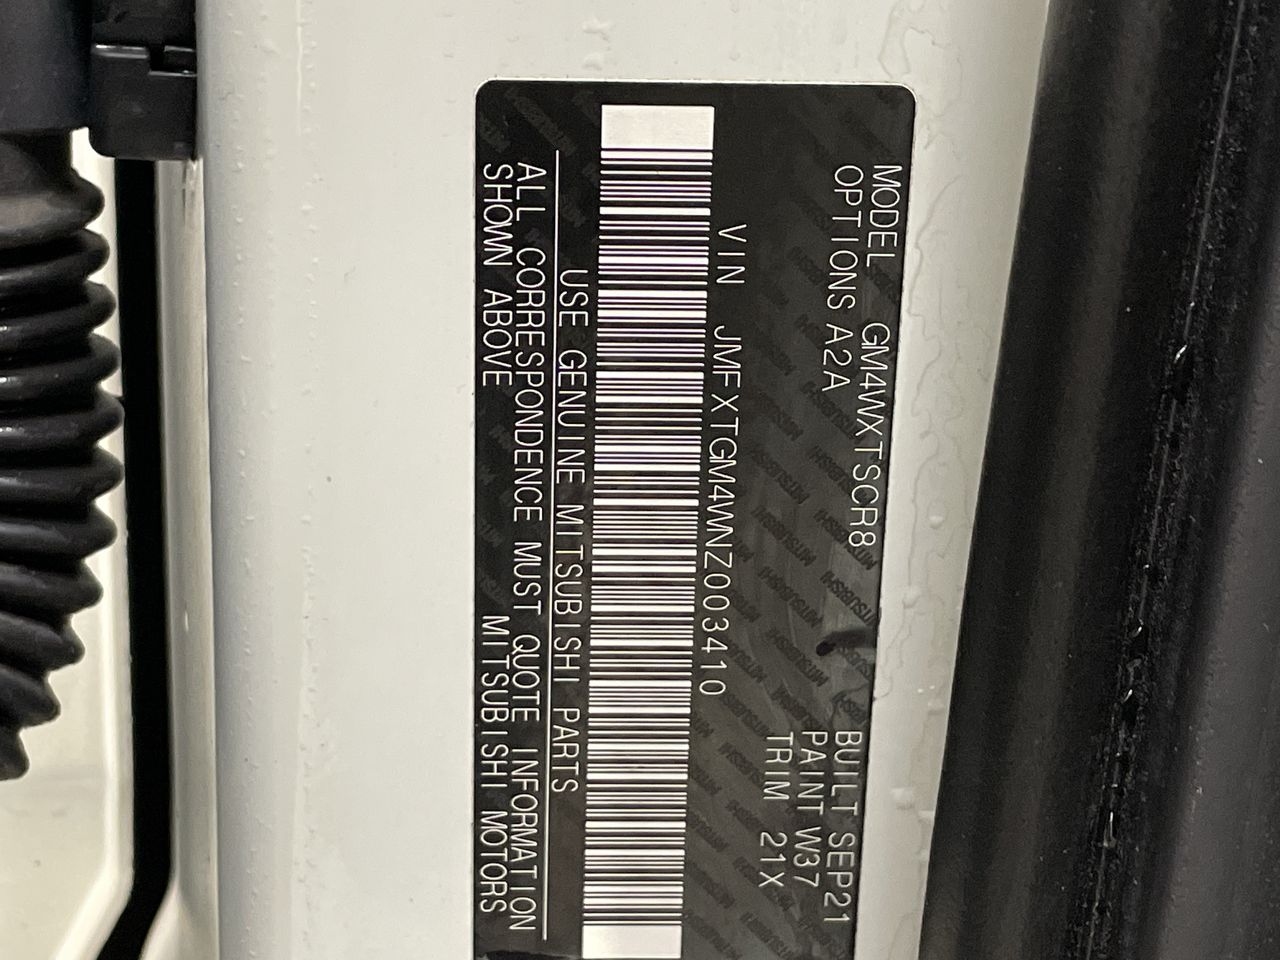 MODEL GM4WXTSCR8 BUILT SEP21
OPTIONS A2A PAINT W37
TRIM 21X
VIN JMFXTGM4WNZ003410
USE GENUINE MITSUBISHI PARTS
ALL CORRESPONDENCE MUST QUOTE INFORMATION
SHOWN ABOVE MITSUBISHI MOTORS